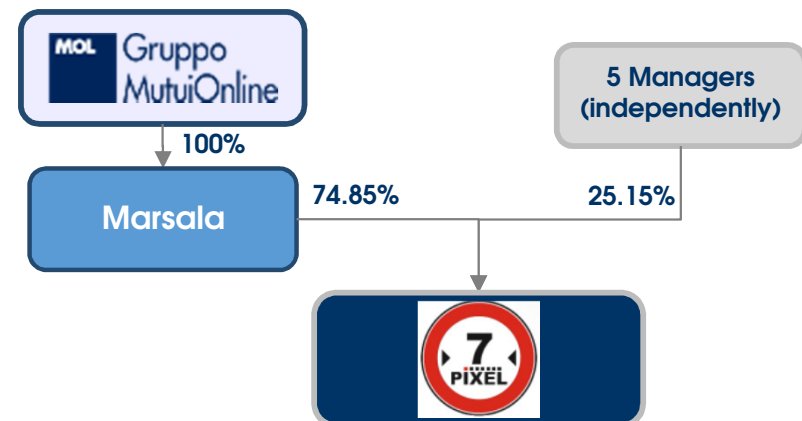 MOL Gruppo
MutuiOnline
5 Managers
(independently)
100%
Marsala
74.85%
25.15%
7
PiXEL